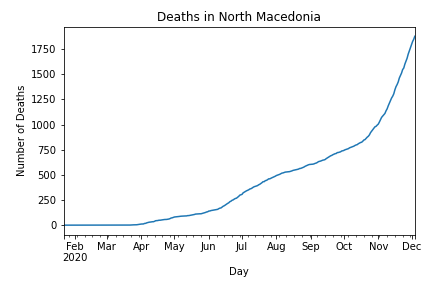 Deaths in North Macedonia
Number of Deaths
1750
1500
1250
1000
750
500
250
0
Feb Mar Apr May Jun Jul Aug Sep Oct Nov Dec
2020
Day